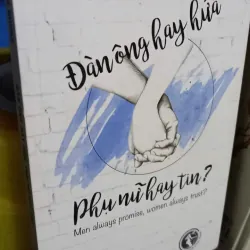 Đàn ông hay hứa
Phụ nữ hay tin?
Men always promise, women always trust?